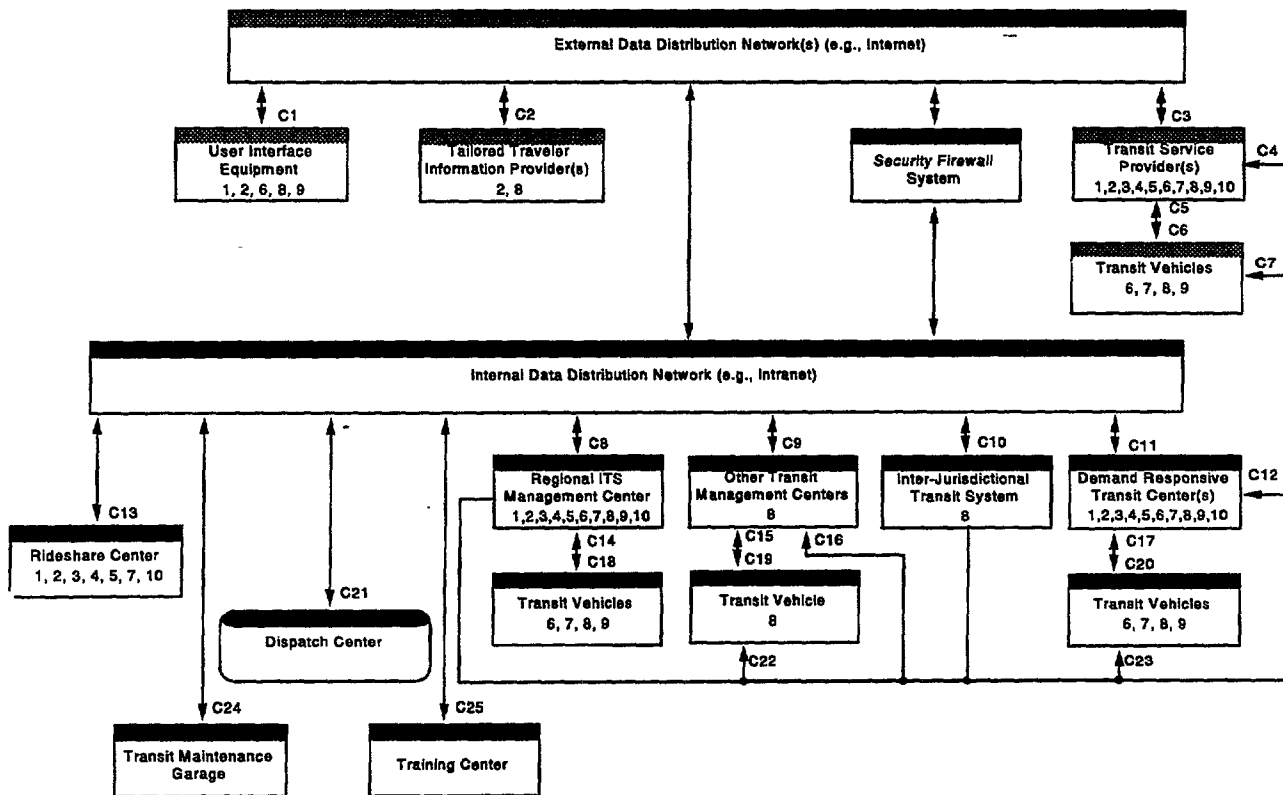 External Data Distribution Network(s) (e.g., Internet)
C1
C2
C3
C4
User Interface
Equipment
1, 2, 6, 8, 9
Tailored Traveler
Information Provider(s)
2, 8
Security Firewall
System
Transit Service
Provider(s)
1,2,3,4,5,6,7,8,9,10
C5
C6
C7
Transit Vehicles
6, 7, 8, 9
Internal Data Distribution Network (e.g., Intranet)
C8
C9
C10
C11
C12
Regional ITS
Management Center
1,2,3,4,5,6,7,8,9,10
Other Transit
Management Centers
8
Inter-Jurisdictional
Transit System
8
Demand Responsive
Transit Center(s)
1,2,3,4,5,6,7,8,9,10
C13
Rideshare Center
1, 2, 3, 4, 5, 7, 10
C14
C18
C15
C19
C16
C17
C20
Transit Vehicles
6, 7, 8, 9
Transit Vehicle
8
Transit Vehicles
6, 7, 8, 9
C21
Dispatch Center
C22
C23
C24
C25
Transit Maintenance
Garage
Training Center